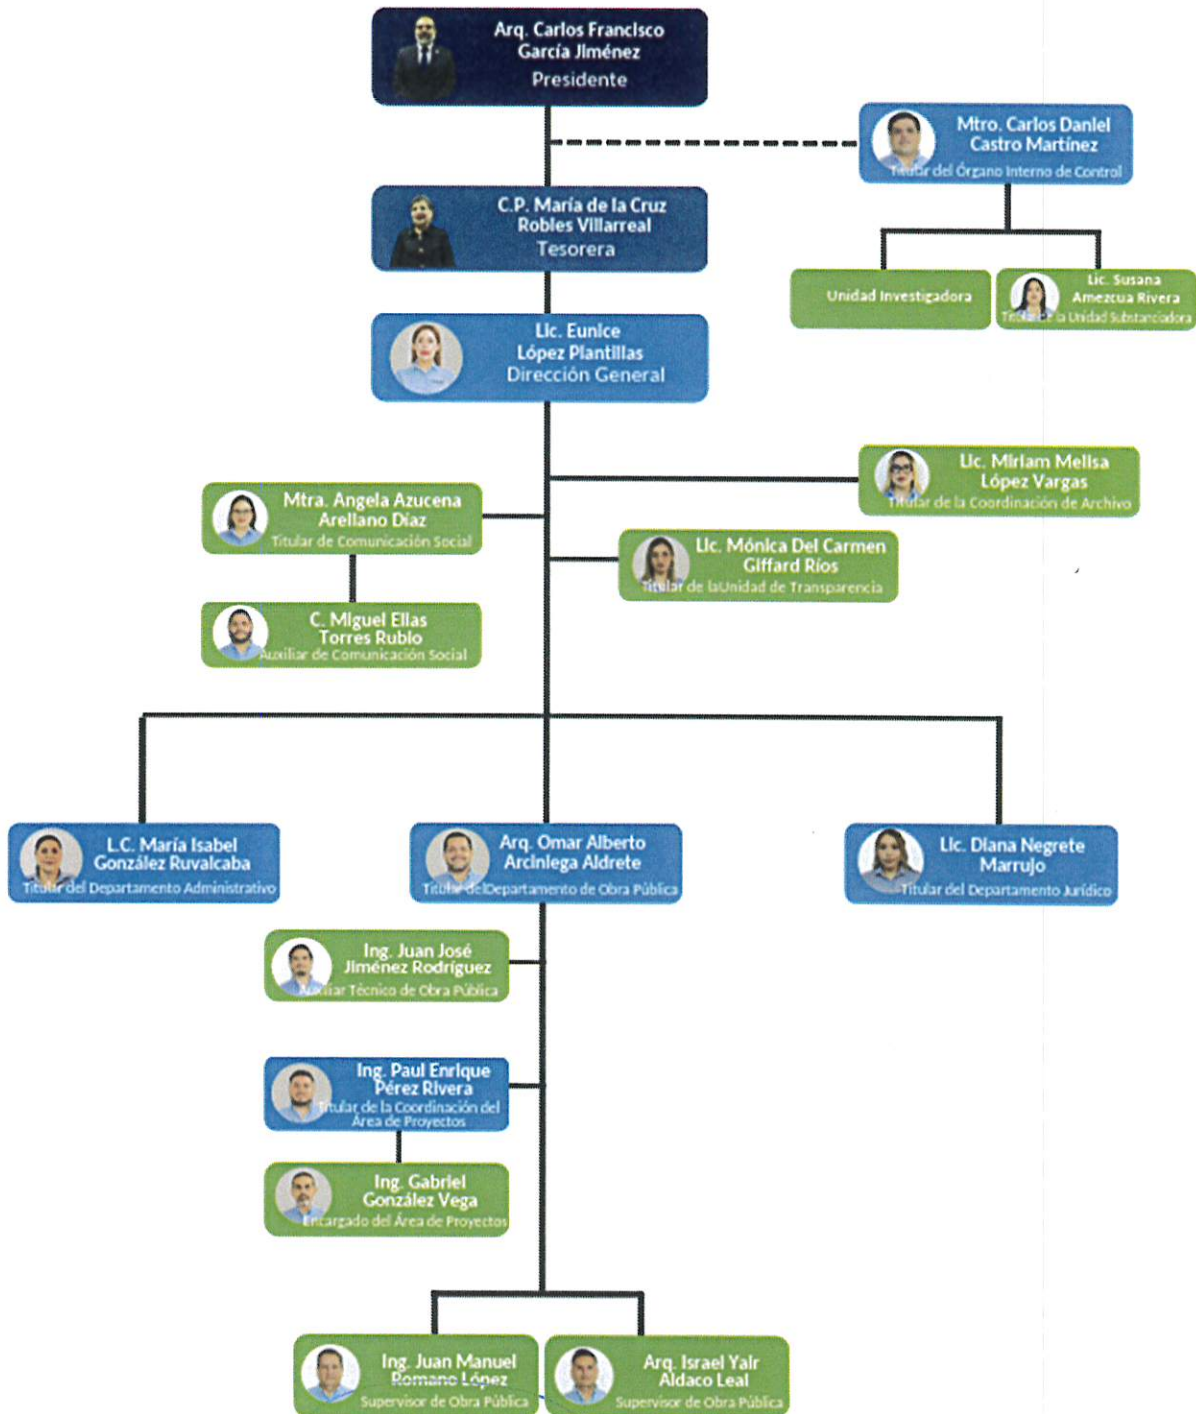 Arq. Carlos Francisco
García Jiménez
Presidente
Mtro. Carlos Daniel
Castro Martínez
Titular del Órgano Interno de Control
C.P. María de la Cruz
Robles Villarreal
Tesorera
Unidad Investigadora
Lic. Susana
Amezcua Rivera
Titular de la Unidad Substanciadora
Lic. Eunice
López Plantillas
Dirección General
Lic. Miriam Melisa
López Vargas
Titular de la Coordinación de Archivo
Mtra. Angela Azucena
Arellano Díaz
Titular de Comunicación Social
Lic. Mónica Del Carmen
Giffard Ríos
Titular de laUnidad de Transparencia
C. Miguel Elias
Torres Rubio
Auxiliar de Comunicación Social
L.C. María Isabel
González Ruvalcaba
Titular del Departamento Administrativo
Arq. Omar Alberto
Arciniega Aldrete
Titular delDepartamento de Obra Pública
Lic. Diana Negrete
Marrujo
Titular del Departamento Jurídico
Ing. Juan José
Jiménez Rodríguez
Auxiliar Técnico de Obra Pública
Ing. Paul Enrique
Pérez Rivera
Titular de la Coordinación del
Área de Proyectos
Ing. Gabriel
González Vega
Encargado del Área de Proyectos
Ing. Juan Manuel
Romano López
Supervisor de Obra Pública
Arq. Israel Yair
Aldaco Leal
Supervisor de Obra Pública